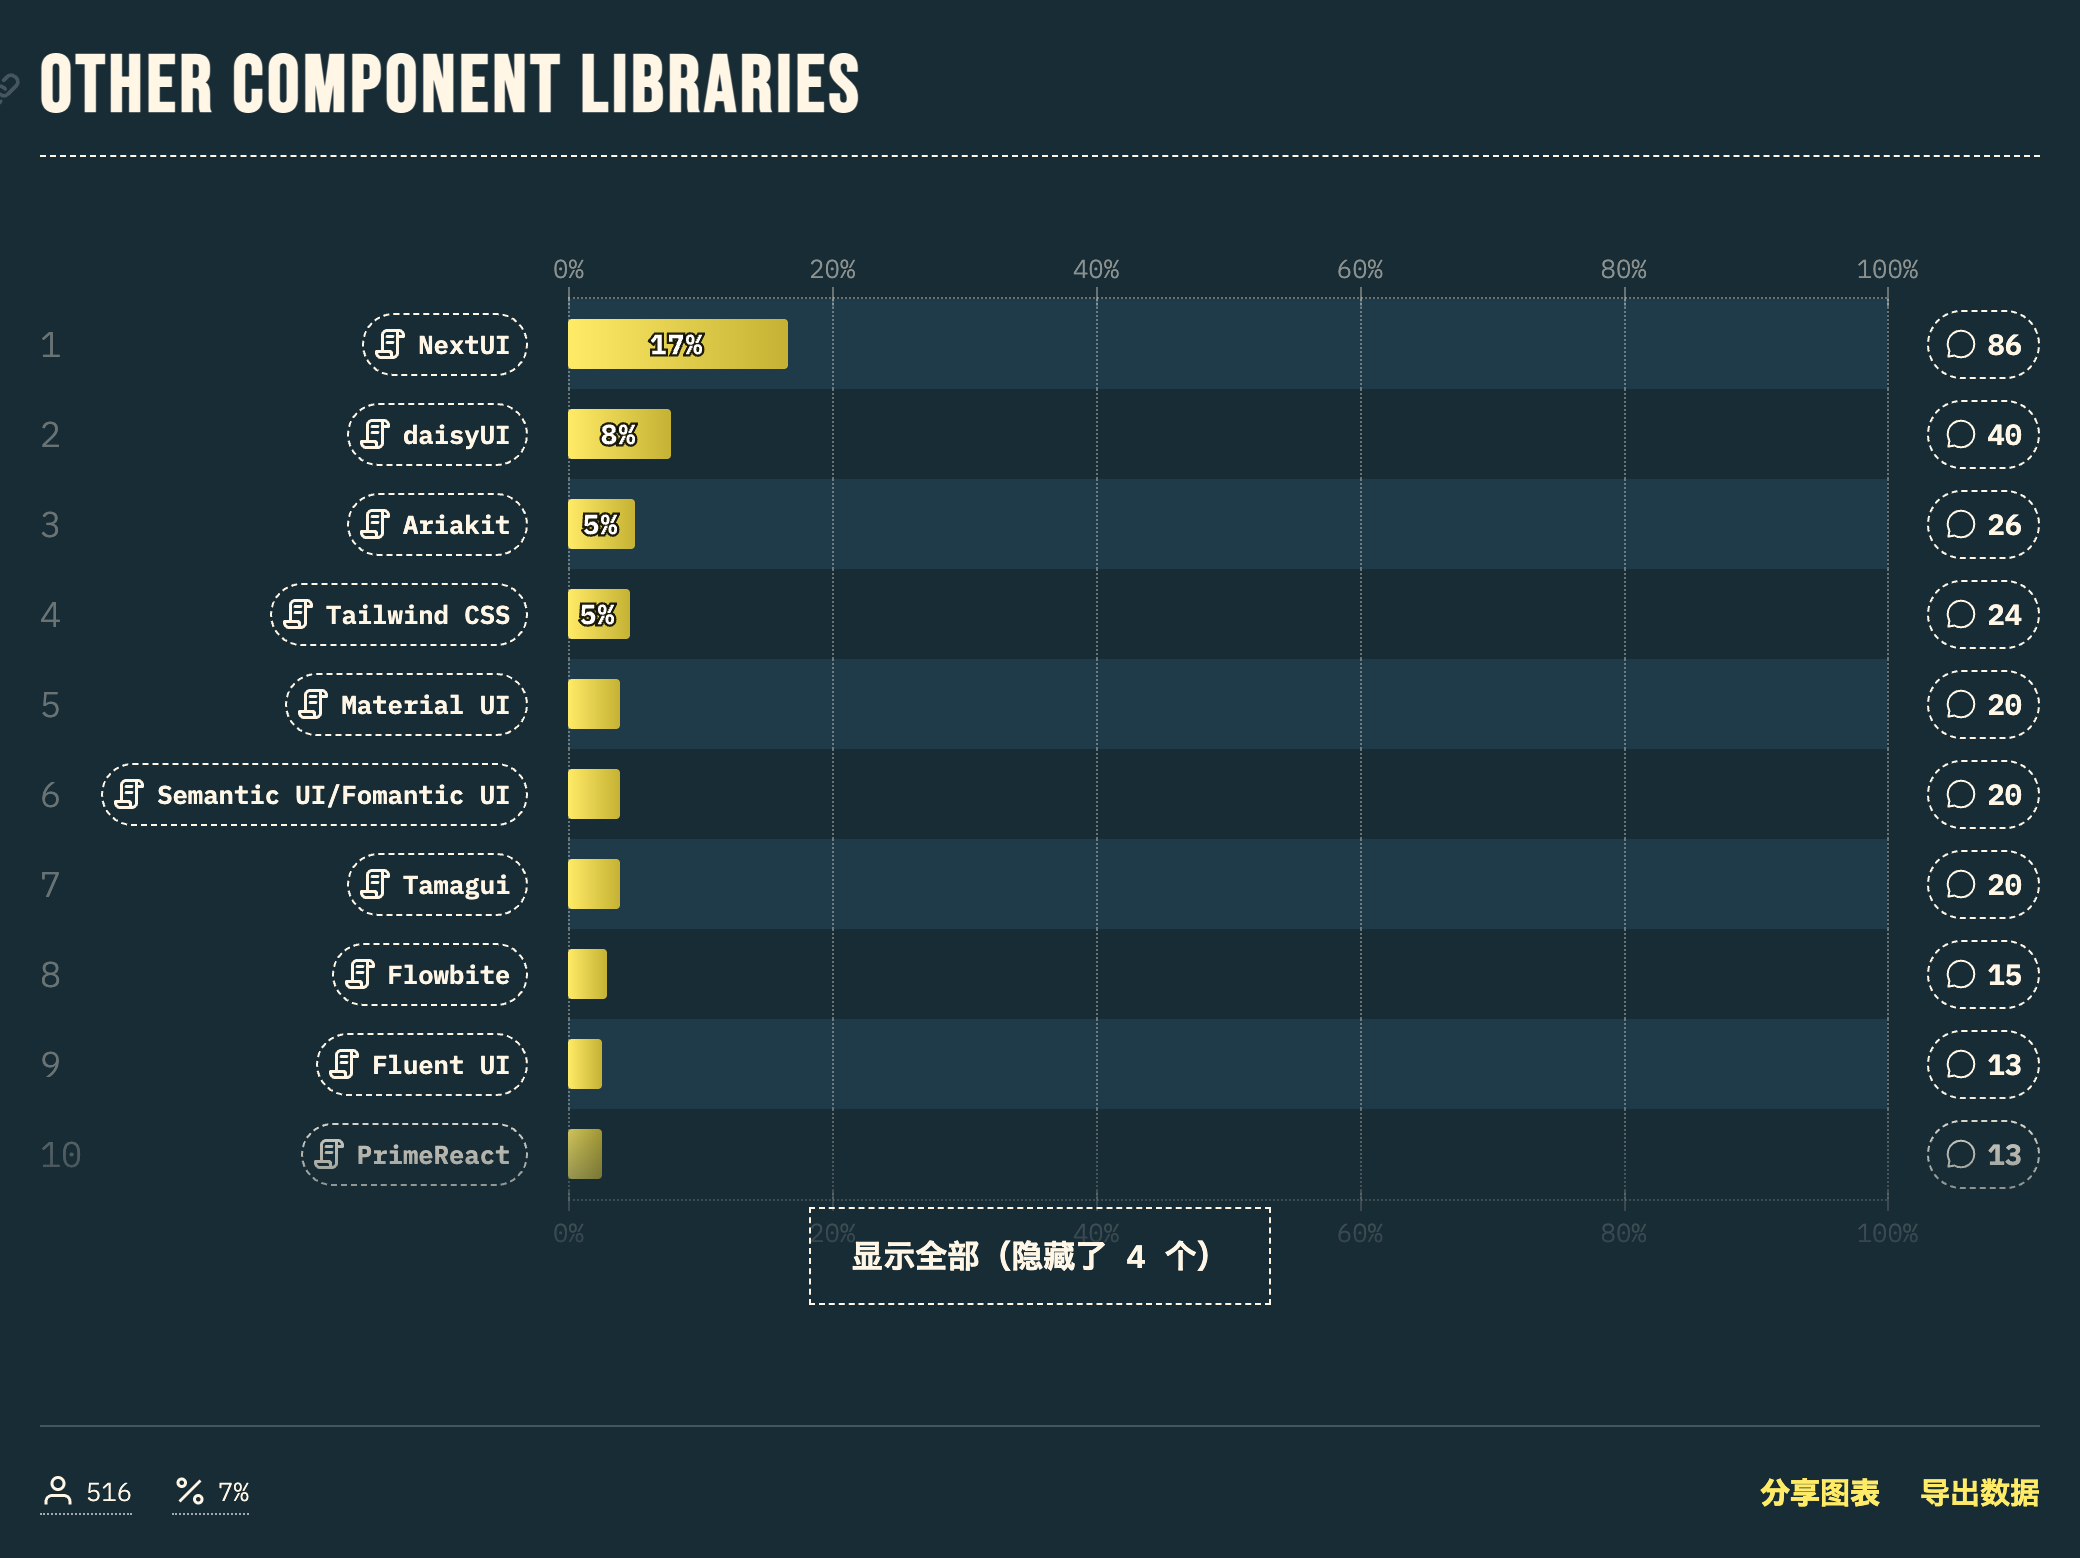 OTHER COMPONENT LIBRARIES
0% 20% 40% 60% 80% 100%
1 NextUI 17% 86
2 daisyUI 8% 40
3 Ariakit 5% 26
4 Tailwind CSS 5% 24
5 Material UI 20
6 Semantic UI/Fomantic UI 20
7 Tamagui 20
8 Flowbite 15
9 Fluent UI 13
10 PrimeReact 13
0% 20% 40% 60% 80% 100%
显示全部（隐藏了 4 个）
516 7% 分享图表 导出数据